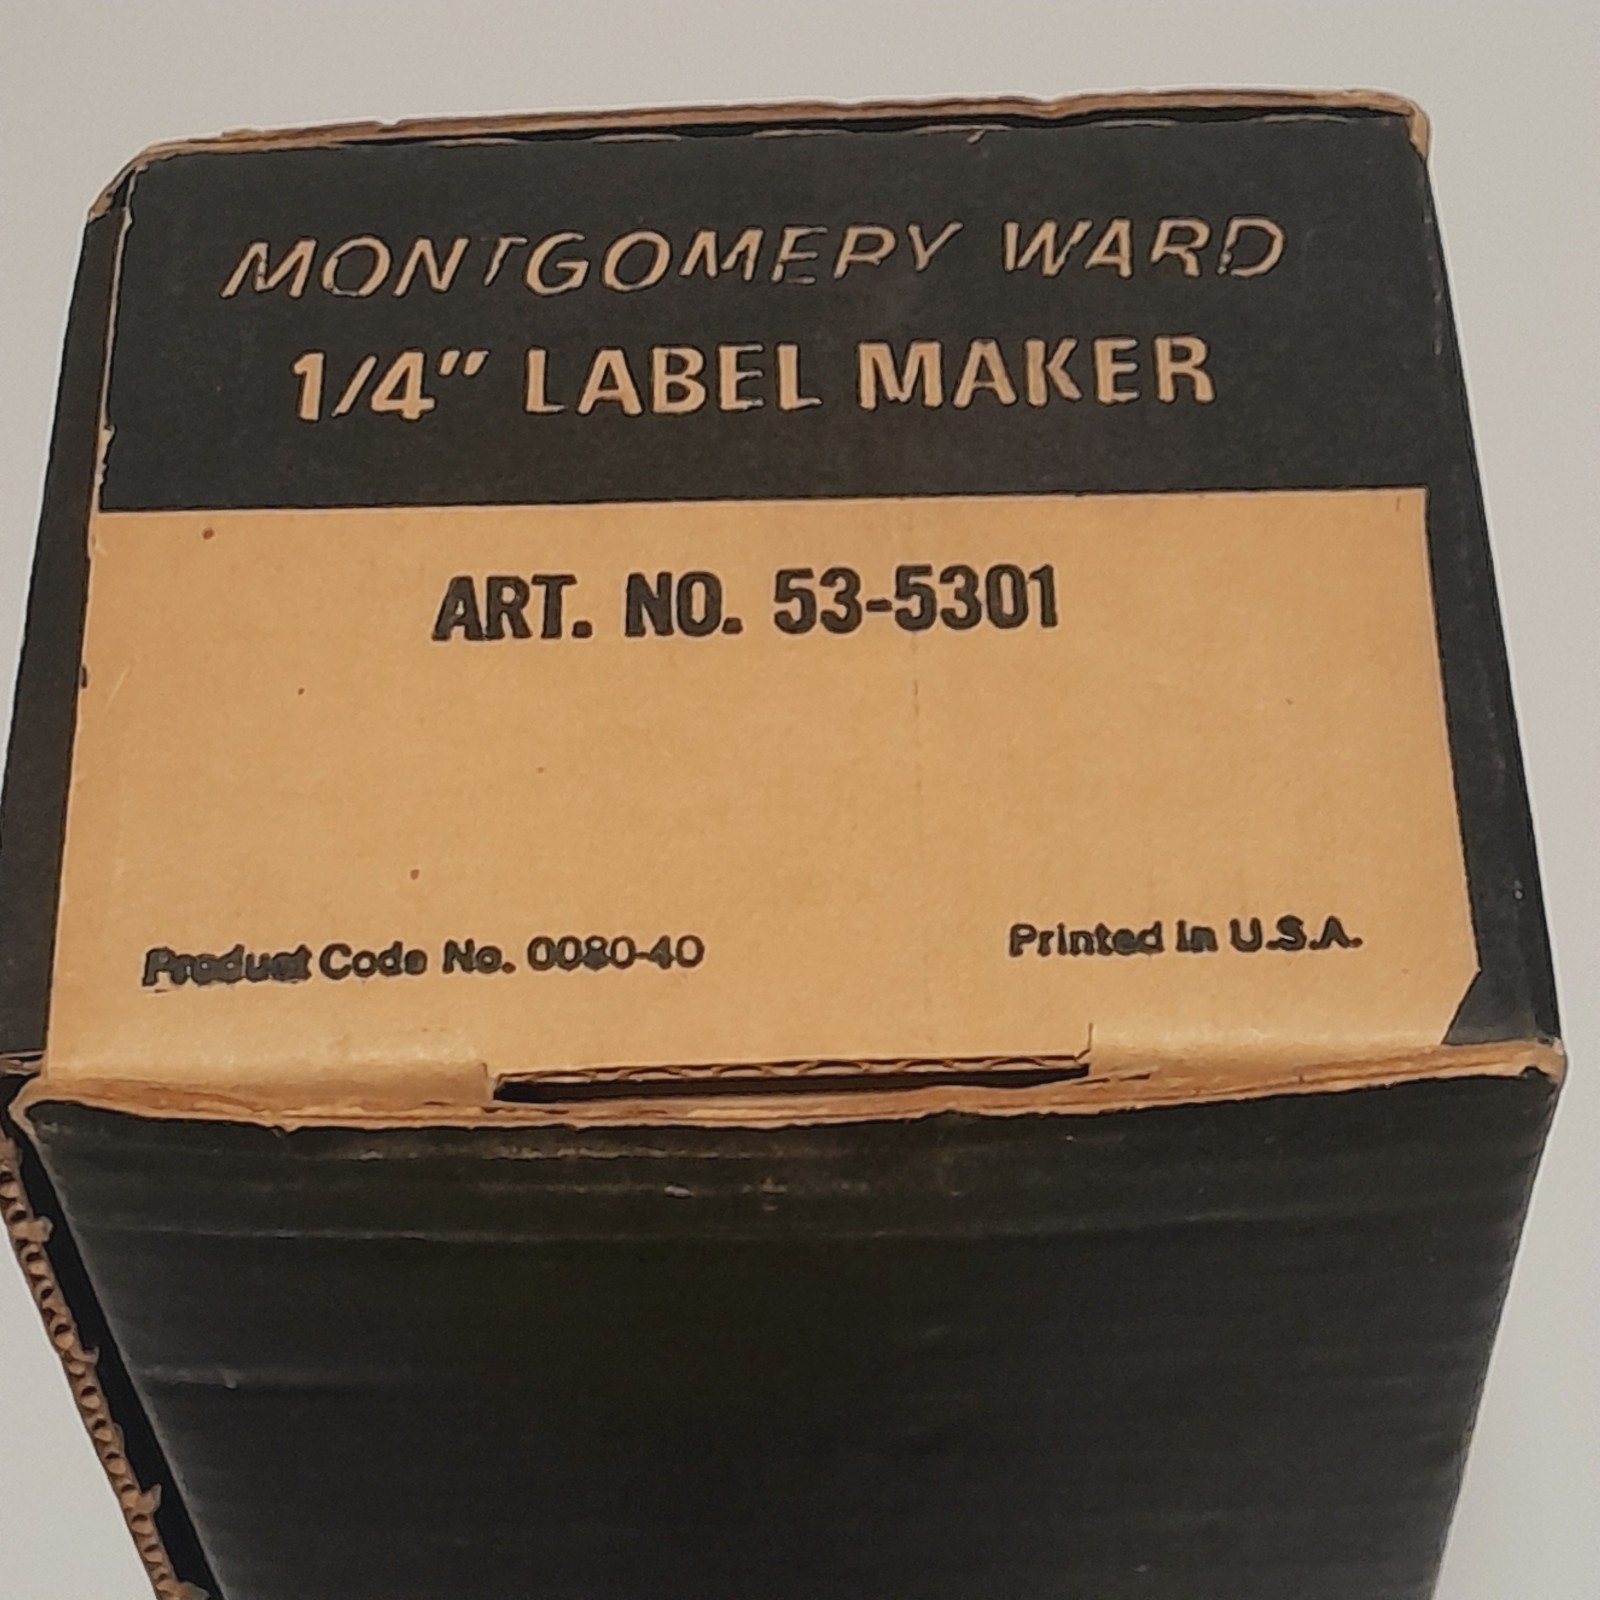 MONTGOMERY WARD
1/4" LABEL MAKER
ART. NO. 53-5301
Product Code No. 0080-40
Printed in U.S.A.